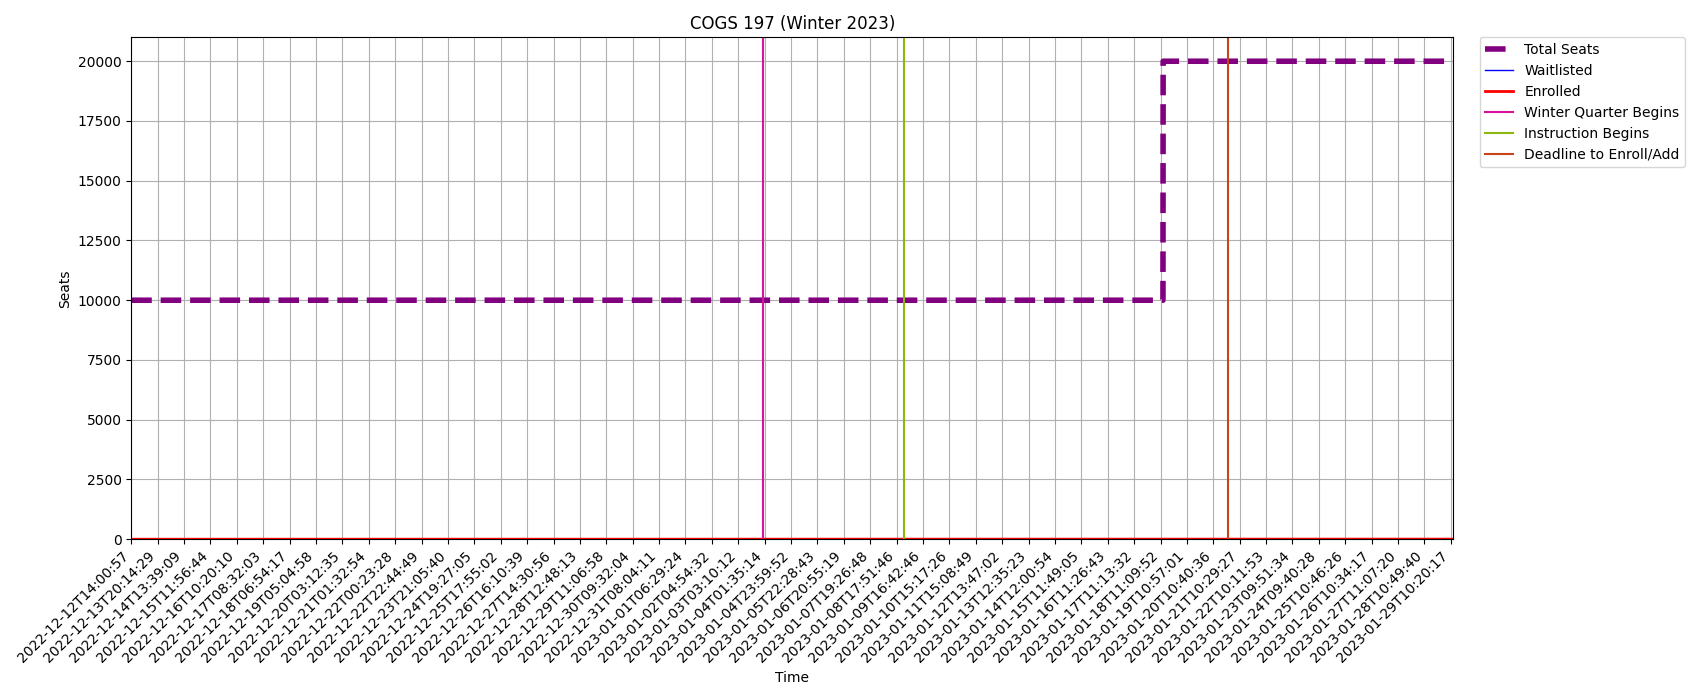 COGS 197 (Winter 2023)
Total Seats
Waitlisted
Enrolled
Winter Quarter Begins
Instruction Begins
Deadline to Enroll/Add
20000
17500
15000
12500
10000
7500
5000
2500
0
Seats
2022-12-12T14:00:57
2022-12-13T20:14:29
2022-12-14T13:39:09
2022-12-15T11:56:44
2022-12-16T10:20:10
2022-12-17T08:32:03
2022-12-18T06:54:17
2022-12-19T05:04:58
2022-12-20T03:12:35
2022-12-21T01:32:54
2022-12-22T00:23:28
2022-12-22T22:44:49
2022-12-23T21:05:40
2022-12-24T19:27:05
2022-12-25T17:55:02
2022-12-26T16:10:39
2022-12-27T14:30:56
2022-12-28T12:48:13
2022-12-29T11:06:58
2022-12-30T09:32:04
2022-12-31T08:04:11
2023-01-01T06:29:24
2023-01-02T04:54:32
2023-01-03T03:10:12
2023-01-04T01:35:14
2023-01-04T23:59:52
2023-01-05T22:28:43
2023-01-06T20:55:19
2023-01-07T19:26:48
2023-01-08T17:51:46
2023-01-09T16:42:46
2023-01-10T15:17:26
2023-01-11T15:08:49
2023-01-12T13:47:02
2023-01-13T12:35:23
2023-01-14T12:00:54
2023-01-15T11:49:05
2023-01-16T11:26:43
2023-01-17T11:13:32
2023-01-18T11:09:52
2023-01-19T10:57:01
2023-01-20T10:40:36
2023-01-21T10:29:27
2023-01-22T10:11:53
2023-01-23T09:51:34
2023-01-24T09:40:28
2023-01-25T10:46:26
2023-01-26T10:34:17
2023-01-27T11:07:20
2023-01-28T10:49:40
2023-01-29T10:20:17
Time